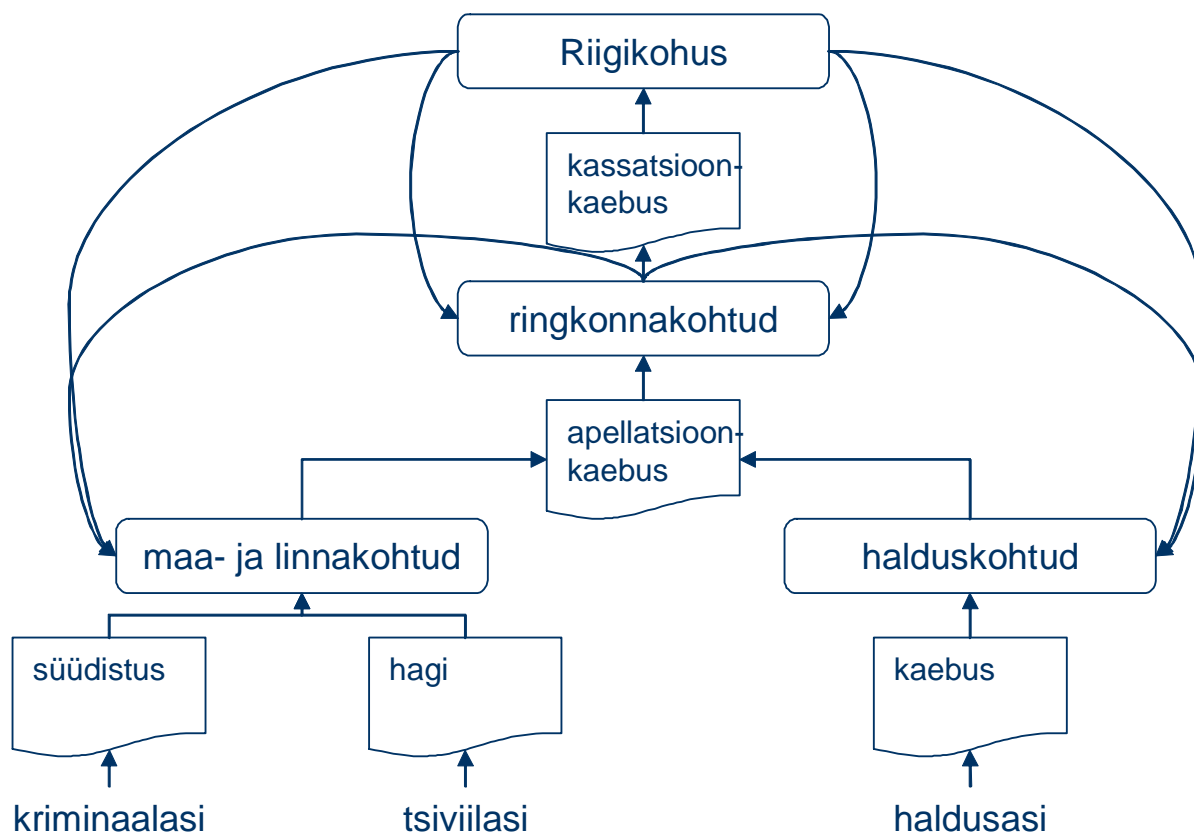 Riigikohus
kassatsioon-
kaebus
ringkonnakohtud
apellatsioon-
kaebus
maa- ja linnakohtud
halduskohtud
süüdistus
hagi
kaebus
kriminaalasi
tsiviilasi
haldusasi